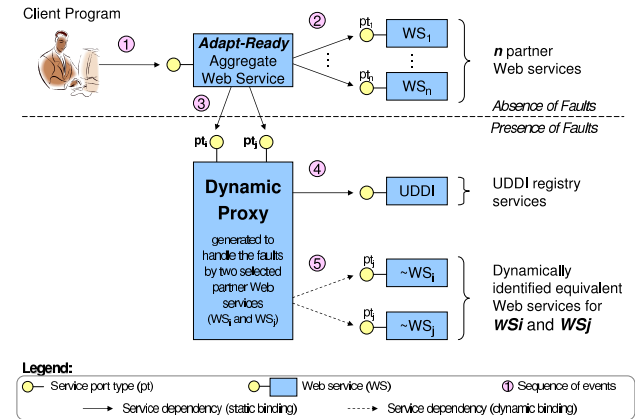 Client Program
1
Adapt-Ready
Aggregate
Web Service
2
pt1
WS1
ptn
WSn
n partner
Web services
3
Absence of Faults
Presence of Faults
pti
ptj
Dynamic
Proxy
generated to
handle the faults
by two selected
partner Web
services
(WSi and WSj)
4
UDDI
UDDI registry
services
5
ptj
~WSi
ptj
~WSj
Dynamically
identified equivalent
Web services for
WSi and WSj
Legend:
Service port type (pt)
Web service (WS)
1 Sequence of events
Service dependency (static binding)
Service dependency (dynamic binding)